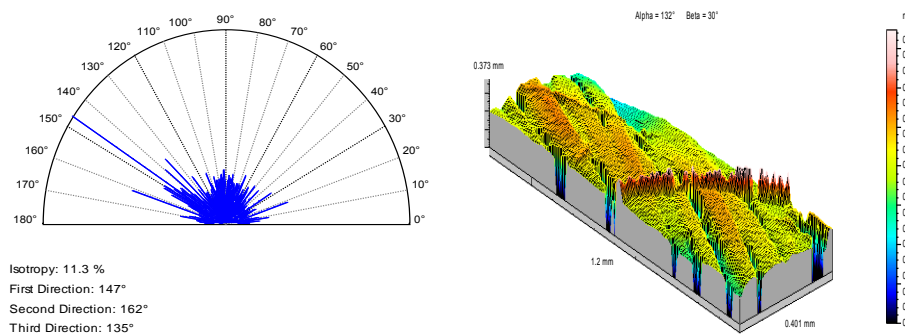 90°
100°
80°
110°
70°
120°
60°
130°
50°
140°
40°
150°
30°
160°
20°
170°
10°
180°
0°
Isotropy: 11.3 %
First Direction: 147°
Second Direction: 162°
Third Direction: 135°
Alpha = 132° Beta = 30°
0.373 mm
1.2 mm
0.401 mm